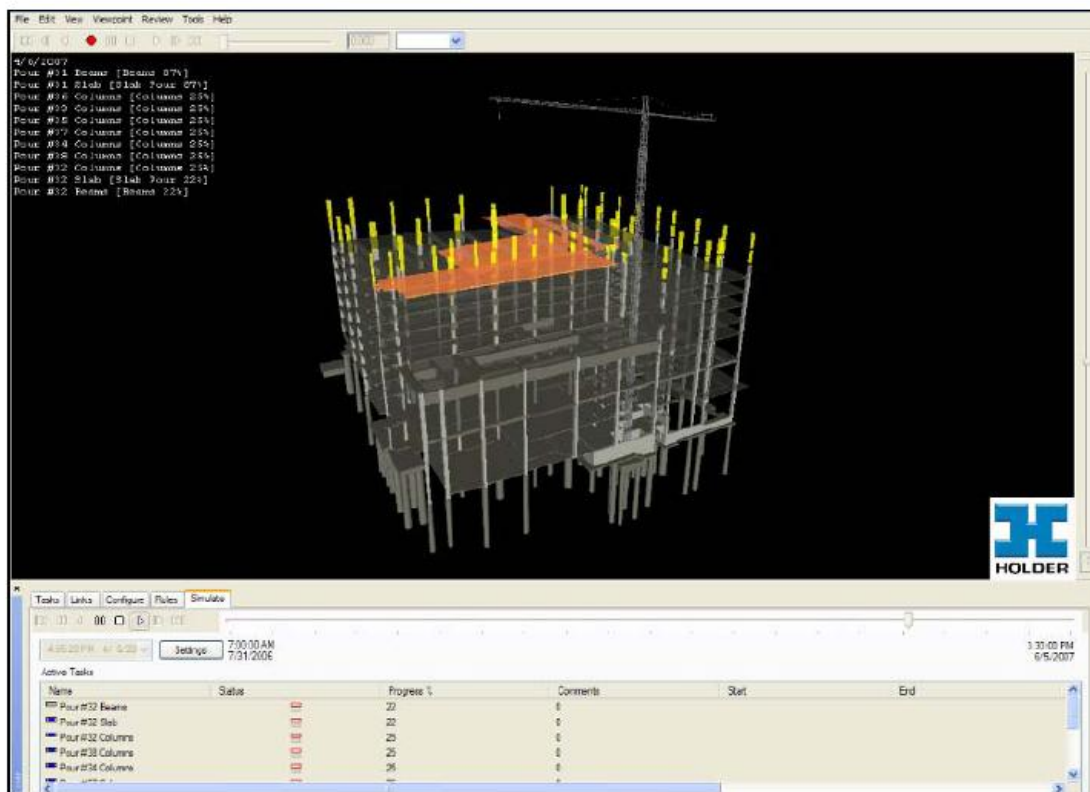 File Edit View Viewpoint Review Tools Help
0.000
4/6/2007
Pour #31 Beams [Beams 87%]
Pour #31 Slab [Slab Pour 87%]
Pour #36 Columns [Columns 25%]
Pour #33 Columns [Columns 25%]
Pour #35 Columns [Columns 25%]
Pour #37 Columns [Columns 25%]
Pour #34 Columns [Columns 25%]
Pour #38 Columns [Columns 25%]
Pour #32 Columns [Columns 25%]
Pour #32 Slab [Slab Pour 22%]
Pour #32 Beams [Beams 22%]
HOLDER
Tasks Links Configure Rules Simulate
Settings
7:00:00 AM
7/31/2006
3:30:00 PM
6/5/2007
Active Tasks
Name Status Progress % Comments Start End
Pour #32 Beams 22 0
Pour #32 Slab 22 0
Pour #32 Columns 25 0
Pour #38 Columns 25 0
Pour #34 Columns 25 0